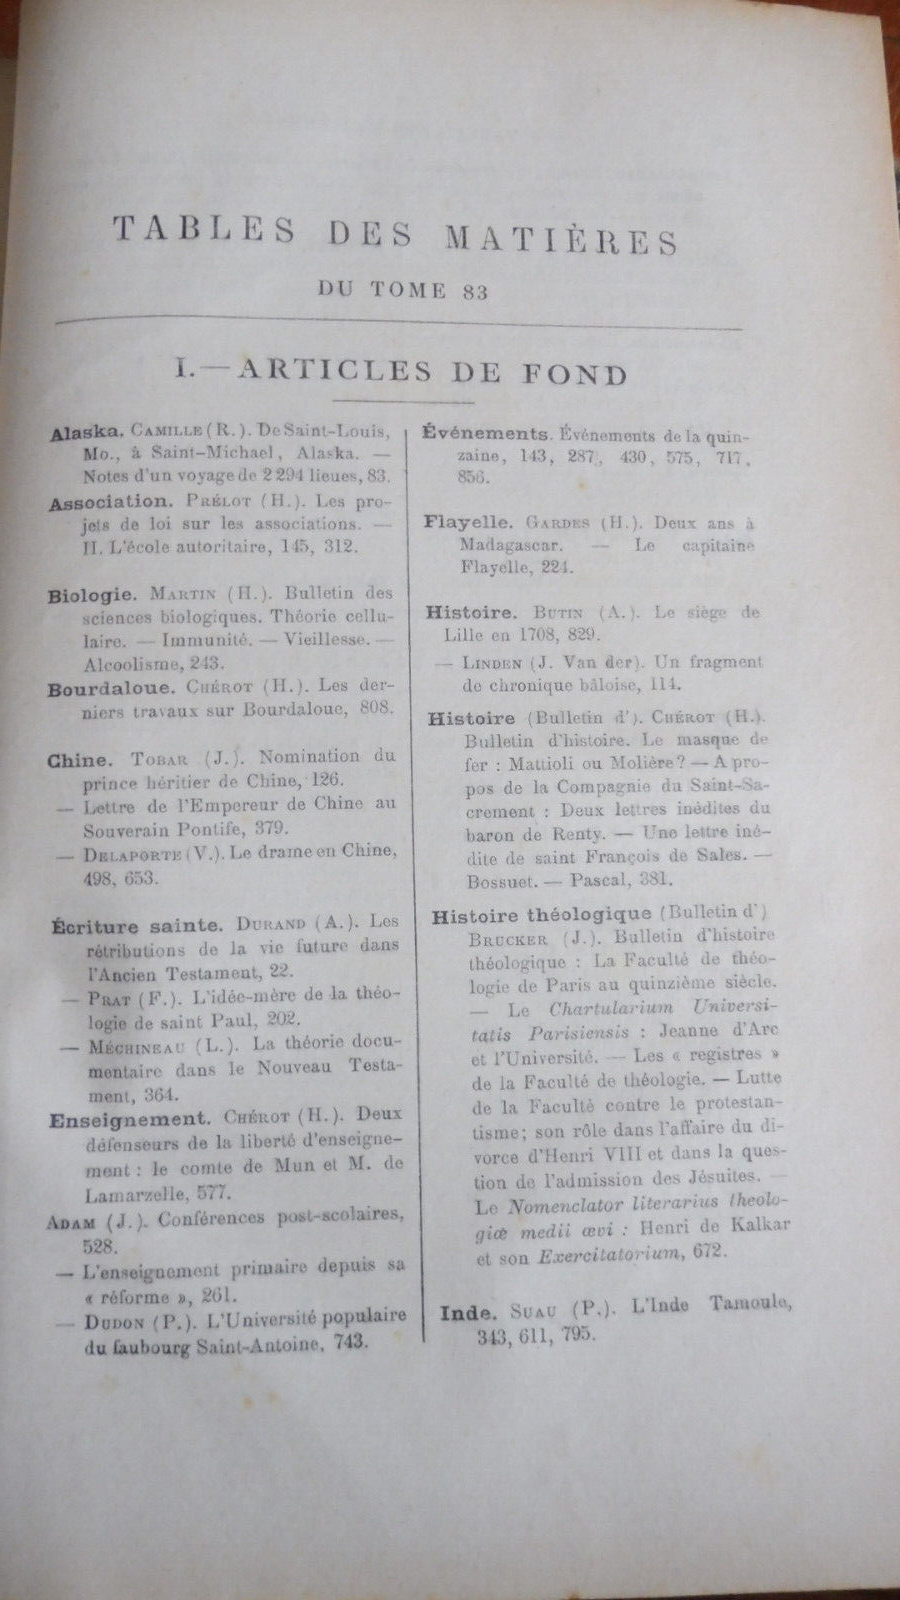 TABLES DES MATIÈRES
DU TOME 83
I. — ARTICLES DE FOND
Alaska. CAMILLE (R.). De Saint-Louis,
Mo., à Saint-Michael, Alaska. —
Notes d'un voyage de 2 294 lieues, 83.
Association. PRÉLOT (H.). Les pro-
jets de loi sur les associations. —
II. L'école autoritaire, 145, 312.
Biologie. MARTIN (H.). Bulletin des
sciences biologiques. Théorie cellu-
laire. — Immunité. — Vieillesse. —
Alcoolisme, 243.
Bourdaloue. CHÉROT (H.). Les der-
niers travaux sur Bourdaloue, 808.
Chine. TOBAR (J.). Nomination du
prince héritier de Chine, 126.
— Lettre de l'Empereur de Chine au
Souverain Pontife, 379.
— DELAPORTE (V.). Le drame en Chine,
498, 653.
Écriture sainte. DURAND (A.). Les
rétributions de la vie future dans
l'Ancien Testament, 22.
— PRAT (F.). L'idée-mère de la théo-
logie de saint Paul, 202.
— MÉCHINEAU (L.). La théorie docu-
mentaire dans le Nouveau Testa-
ment, 364.
Enseignement. CHÉROT (H.). Deux
défenseurs de la liberté d'enseigne-
ment : le comte de Mun et M. de
Lamarzelle, 577.
ADAM (J.). Conférences post-scolaires,
528.
— L'enseignement primaire depuis sa
« réforme », 261.
— DUDON (P.). L'Université populaire
du faubourg Saint-Antoine, 743.
Événements. Événements de la quin-
zaine, 143, 287, 430, 575, 717,
856.
Flayelle. GARDES (H.). Deux ans à
Madagascar. — Le capitaine
Flayelle, 224.
Histoire. BUTIN (A.). Le siège de
Lille en 1708, 829.
— LINDEN (J. Van der). Un fragment
de chronique bâloise, 114.
Histoire (Bulletin d'). CHÉROT (H.).
Bulletin d'histoire. Le masque de
fer : Mattioli ou Molière ? — A pro-
pos de la Compagnie du Saint-Sa-
crement : Deux lettres inédites du
baron de Renty. — Une lettre iné-
dite de saint François de Sales. —
Bossuet. — Pascal, 381.
Histoire théologique (Bulletin d')
BRUCKER (J.). Bulletin d'histoire
théologique : La Faculté de théo-
logie de Paris au quinzième siècle.
— Le Chartularium Universi-
tatis Parisiensis : Jeanne d'Arc
et l'Université. — Les « registres »
de la Faculté de théologie. — Lutte
de la Faculté contre le protestan-
tisme; son rôle dans l'affaire du di-
vorce d'Henri VIII et dans la ques-
tion de l'admission des Jésuites. —
Le Nomenclator literarius theolo-
giæ medii ævi : Henri de Kalkar
et son Exercitatorium, 672.
Inde. SUAU (P.). L'Inde Tamoule,
343, 611, 795.